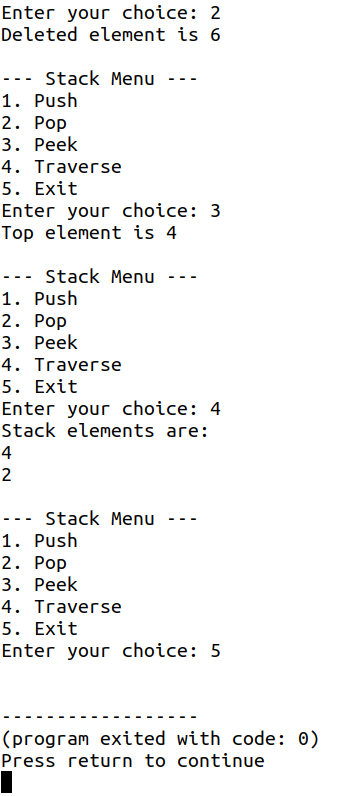 Enter your choice: 2
Deleted element is 6
--- Stack Menu ---
1. Push
2. Pop
3. Peek
4. Traverse
5. Exit
Enter your choice: 3
Top element is 4
--- Stack Menu ---
1. Push
2. Pop
3. Peek
4. Traverse
5. Exit
Enter your choice: 4
Stack elements are:
4
2
--- Stack Menu ---
1. Push
2. Pop
3. Peek
4. Traverse
5. Exit
Enter your choice: 5
------------------
(program exited with code: 0)
Press return to continue